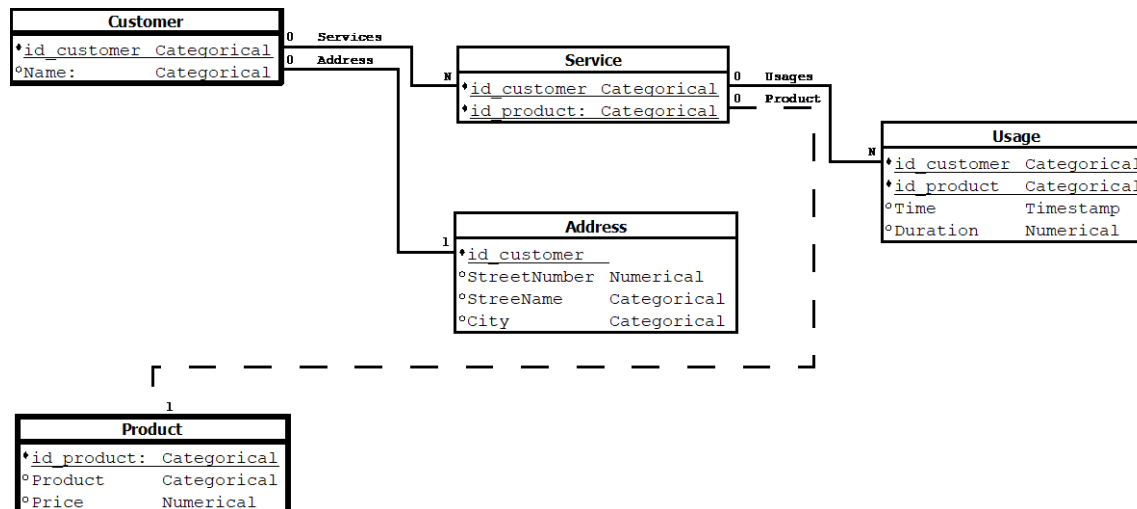 Customer
id_customer Categorical
Name: Categorical
0 Services
0 Address
N
Service
id_customer Categorical
id_product: Categorical
0 Usages
0 Product
N
Usage
id_customer Categorical
id_product Categorical
Time Timestamp
Duration Numerical
1
Address
id_customer
StreetNumber Numerical
StreeName Categorical
City Categorical
1
Product
id_product: Categorical
Product Categorical
Price Numerical